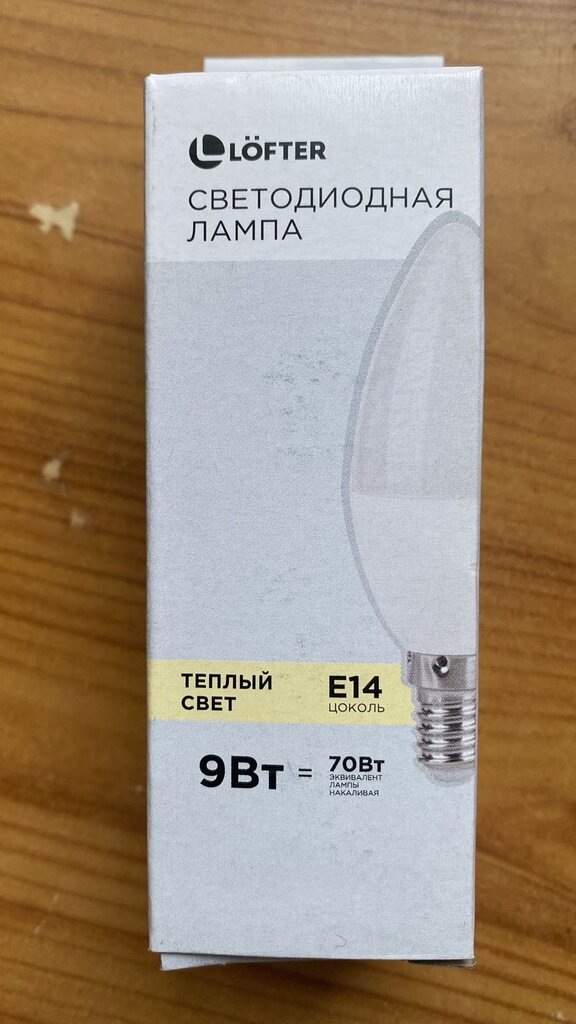 LÖFTER
СВЕТОДИОДНАЯ
ЛАМПА
ТЕПЛЫЙ
СВЕТ
E14
ЦОКОЛЬ
9Вт = 70Вт
ЭКВИВАЛЕНТ
ЛАМПЫ
НАКАЛИВАЯ